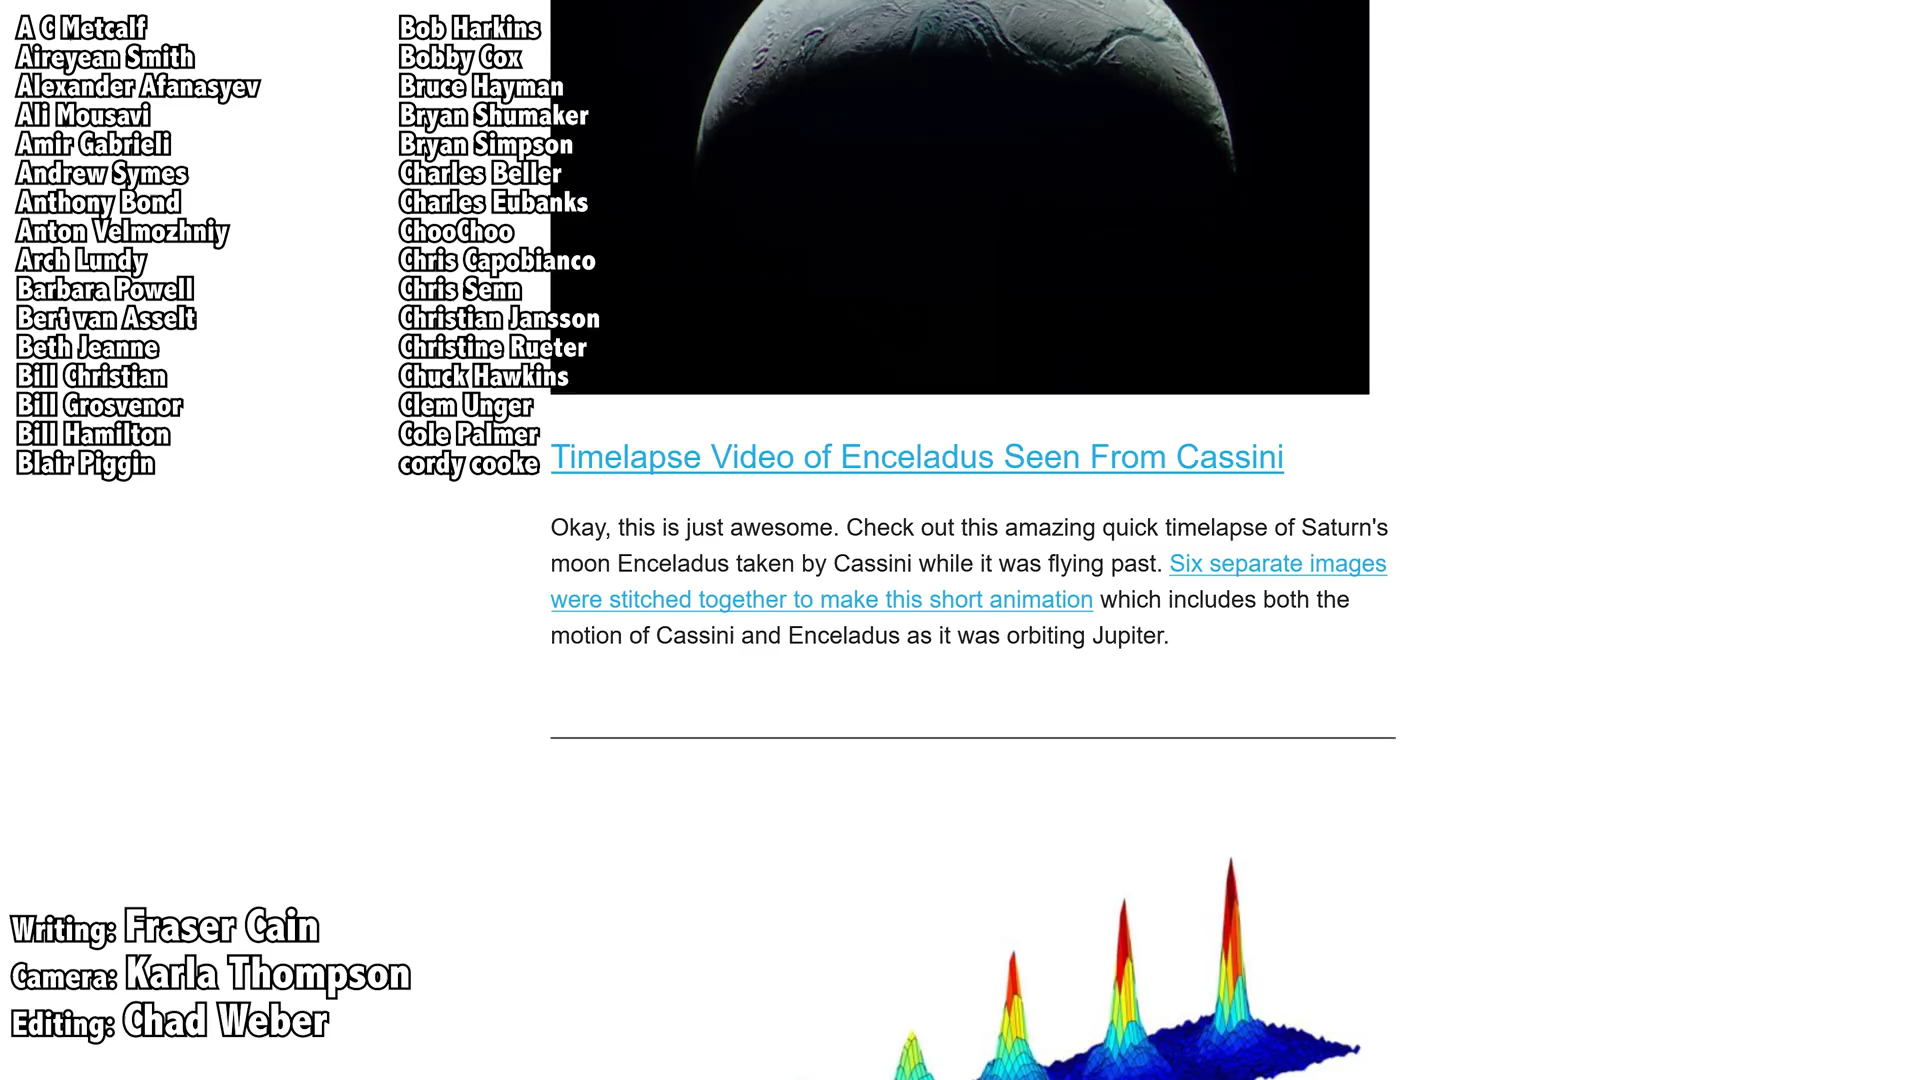 A C Metcalf
Aireyean Smith
Alexander Afanasyev
Ali Mousavi
Amir Gabrieli
Andrew Symes
Anthony Bond
Anton Velmozhniy
Arch Lundy
Barbara Powell
Bert van Asselt
Beth Jeanne
Bill Christian
Bill Grosvenor
Bill Hamilton
Blair Piggin
Bob Harkins
Bobby Cox
Bruce Hayman
Bryan Shumaker
Bryan Simpson
Charles Beller
Charles Eubanks
ChooChoo
Chris Capobianco
Chris Senn
Christian Jansson
Christine Rueter
Chuck Hawkins
Clem Unger
Cole Palmer
cordy cooke
Timelapse Video of Enceladus Seen From Cassini
Okay, this is just awesome. Check out this amazing quick timelapse of Saturn's
moon Enceladus taken by Cassini while it was flying past. Six separate images
were stitched together to make this short animation which includes both the
motion of Cassini and Enceladus as it was orbiting Jupiter.
Writing: Fraser Cain
Camera: Karla Thompson
Editing: Chad Weber